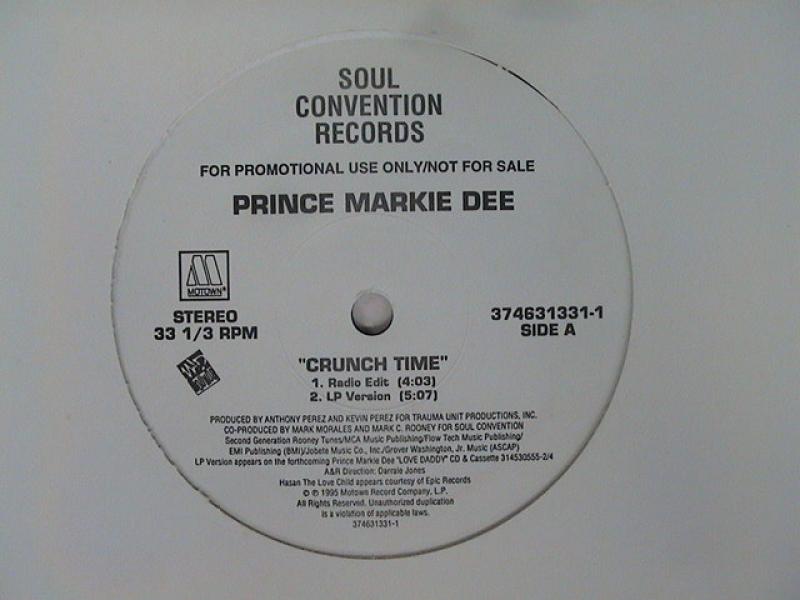 SOUL
CONVENTION
RECORDS
FOR PROMOTIONAL USE ONLY/NOT FOR SALE
PRINCE MARKIE DEE
MOTOWN
STEREO
33 1/3 RPM
374631331-1
SIDE A
"CRUNCH TIME"
1. Radio Edit (4:03)
2. LP Version (5:07)
PRODUCED BY ANTHONY PEREZ AND KEVIN PEREZ FOR TRAUMA UNIT PRODUCTIONS, INC.
CO-PRODUCED BY MARK MORALES AND MARK C. ROONEY FOR SOUL CONVENTION
Second Generation Rooney Tunes/MCA Music Publishing/Flow Tech Music Publishing/
EMI Publishing (BMI)/Jobete Music Co., Inc./Grover Washington, Jr. Music (ASCAP)
LP Version appears on the forthcoming Prince Markie Dee "LOVE DADDY" CD & Cassette 314530555-2/4
A&R Direction: Darrale Jones
Hasan The Love Child appears courtesy of Epic Records
© ℗ 1995 Motown Record Company, L.P.
All Rights Reserved. Unauthorized duplication
is a violation of applicable laws.
374631331-1